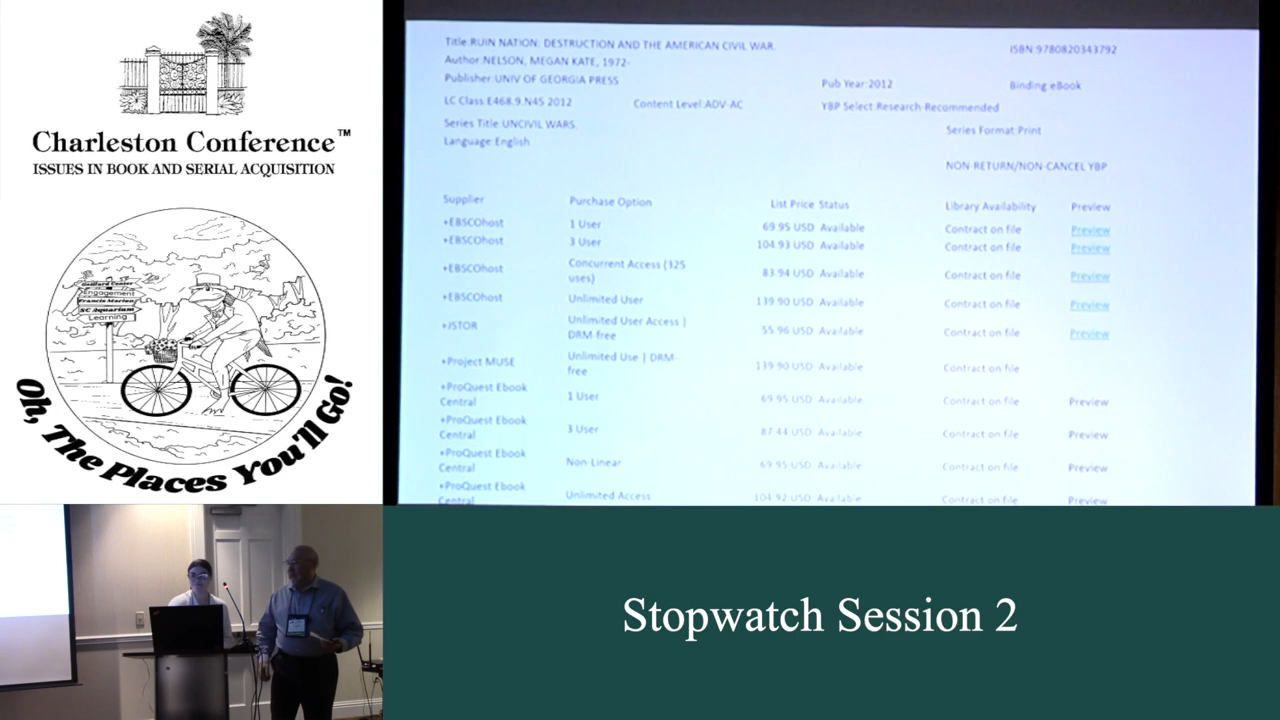 Charleston Conference™
ISSUES IN BOOK AND SERIAL ACQUISITION
Gaillard Center
Engagement
Francis Marion
SC Aquarium
Learning
Oh, The Places You'll Go!
Title:RUIN NATION: DESTRUCTION AND THE AMERICAN CIVIL WAR.
ISBN:9780820343792
Author:NELSON, MEGAN KATE, 1972-
Publisher:UNIV OF GEORGIA PRESS
Pub Year:2012
Binding:eBook
LC Class:E468.9.N45 2012
Content Level:ADV-AC
YBP Select:Research-Recommended
Series Title:UNCIVIL WARS.
Series Format:Print
Language:English
NON-RETURN/NON-CANCEL YBP
Supplier Purchase Option List Price Status Library Availability Preview
+EBSCOhost 1 User 69.95 USD Available Contract on file Preview
+EBSCOhost 3 User 104.93 USD Available Contract on file Preview
+EBSCOhost Concurrent Access (325 uses) 83.94 USD Available Contract on file Preview
+EBSCOhost Unlimited User 139.90 USD Available Contract on file Preview
+JSTOR Unlimited User Access | DRM-free 55.96 USD Available Contract on file Preview
+Project MUSE Unlimited Use | DRM-free 139.90 USD Available Contract on file
+ProQuest Ebook Central 1 User 69.95 USD Available Contract on file Preview
+ProQuest Ebook Central 3 User 87.44 USD Available Contract on file Preview
+ProQuest Ebook Central Non-Linear 69.95 USD Available Contract on file Preview
+ProQuest Ebook Central Unlimited Access 104.92 USD Available Contract on file Preview
Stopwatch Session 2